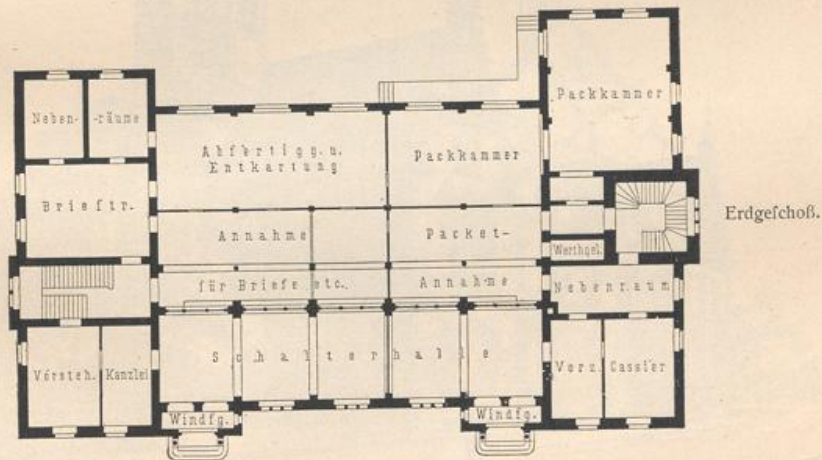 Packkammer
Neben- -räume
Abfertigg. u.
Entkartung
Packkammer
Brieftr.
Erdgeſchoß.
Annahme
Packet-
Werthgel.
für Briefe etc.
Annahme
Nebenraum
Schalterhalle
Vorsteh.
Kanzlei
Vorz.
Cassier
Windfg.
Windfg.